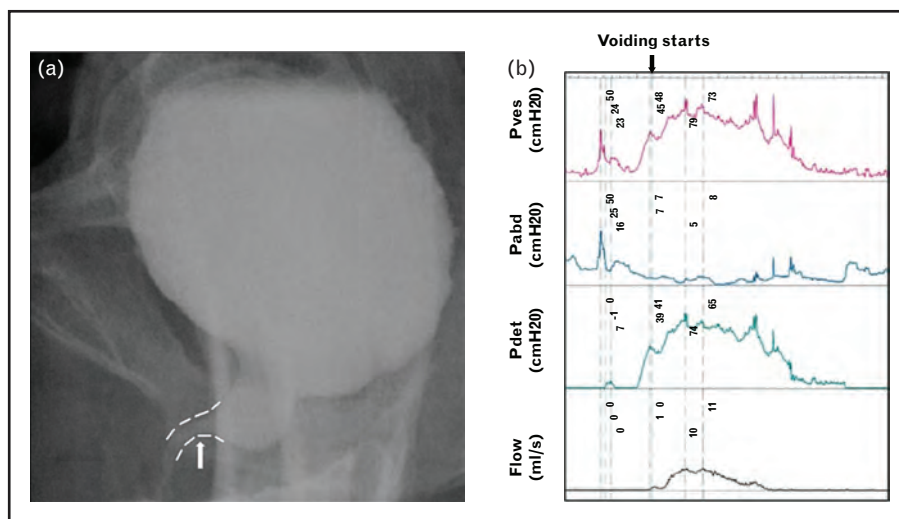 (a)
Voiding starts
(b)
Pves
(cmH20)
23
24
50
45
48
79
73
Pabd
(cmH20)
16
25
50
7
7
5
8
Pdet
(cmH20)
7
-1
0
39
41
74
65
Flow
(ml/s)
0
0
0
1
0
10
11